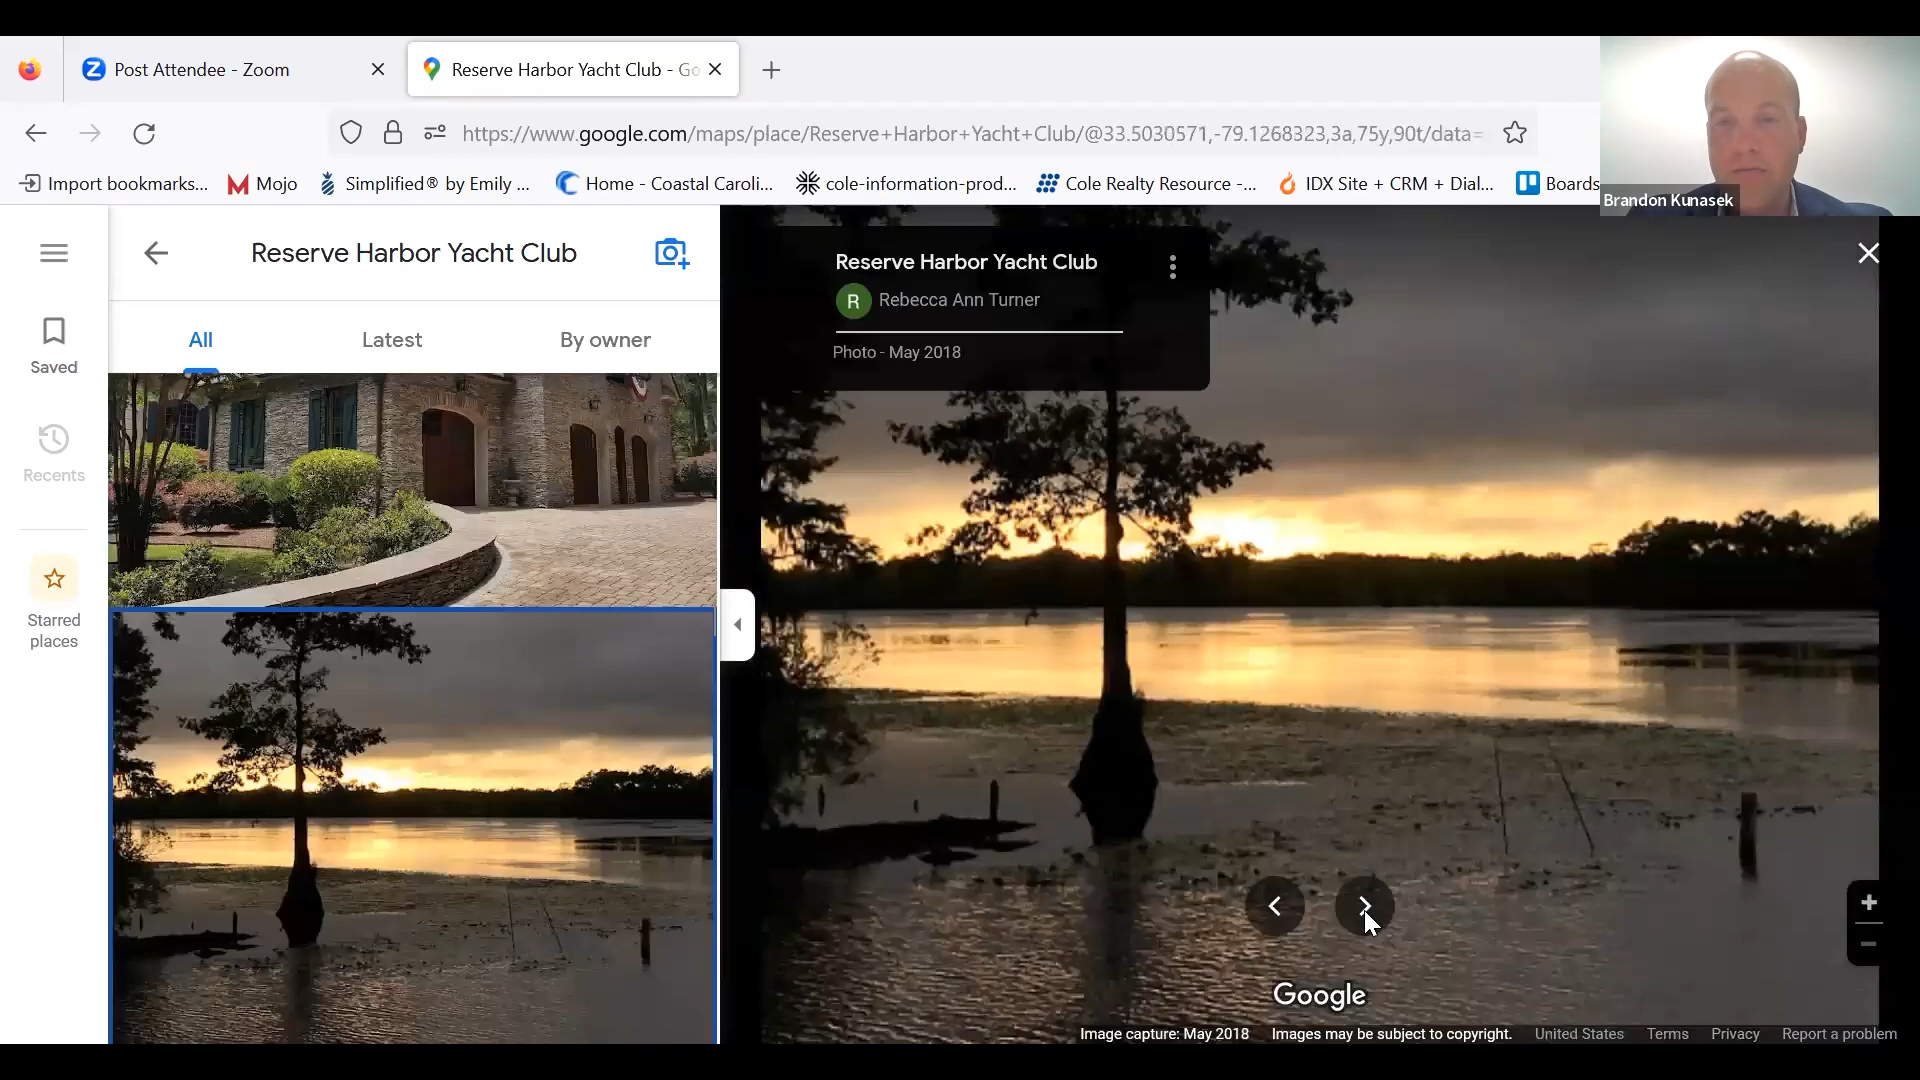 Post Attendee - Zoom
Reserve Harbor Yacht Club - Go
https://www.google.com/maps/place/Reserve+Harbor+Yacht+Club/@33.5030571,-79.1268323,3a,75y,90t/data=
Import bookmarks...
Mojo
Simplified® by Emily ...
Home - Coastal Caroli...
cole-information-prod...
Cole Realty Resource -...
IDX Site + CRM + Dial...
Boards
Brandon Kunasek
Reserve Harbor Yacht Club
All
Latest
By owner
Saved
Recents
Starred
places
Reserve Harbor Yacht Club
R
Rebecca Ann Turner
Photo - May 2018
Google
Image capture: May 2018
Images may be subject to copyright.
United States
Terms
Privacy
Report a problem